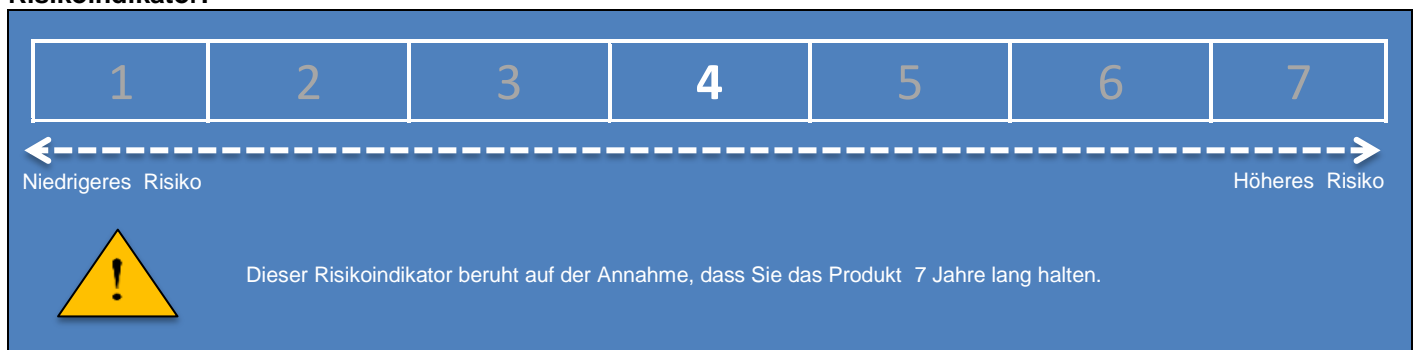 Risikoindikator:
1 2 3 4 5 6 7
Niedrigeres Risiko Höheres Risiko
!
Dieser Risikoindikator beruht auf der Annahme, dass Sie das Produkt 7 Jahre lang halten.